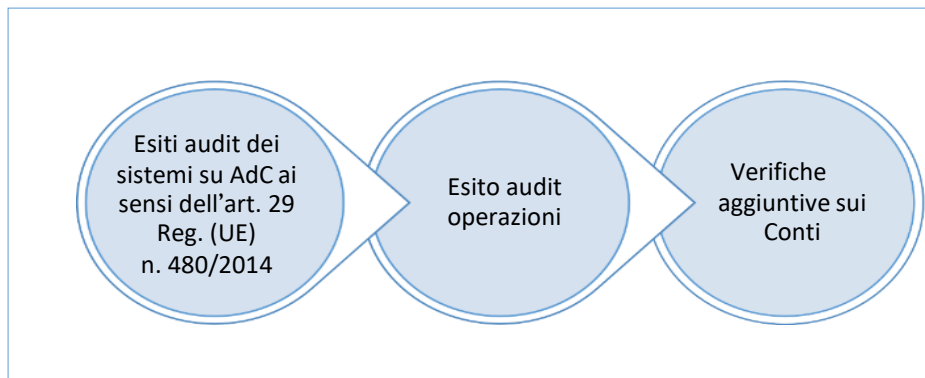 Esiti audit dei
sistemi su AdC ai
sensi dell’art. 29
Reg. (UE)
n. 480/2014
Esito audit
operazioni
Verifiche
aggiuntive sui
Conti